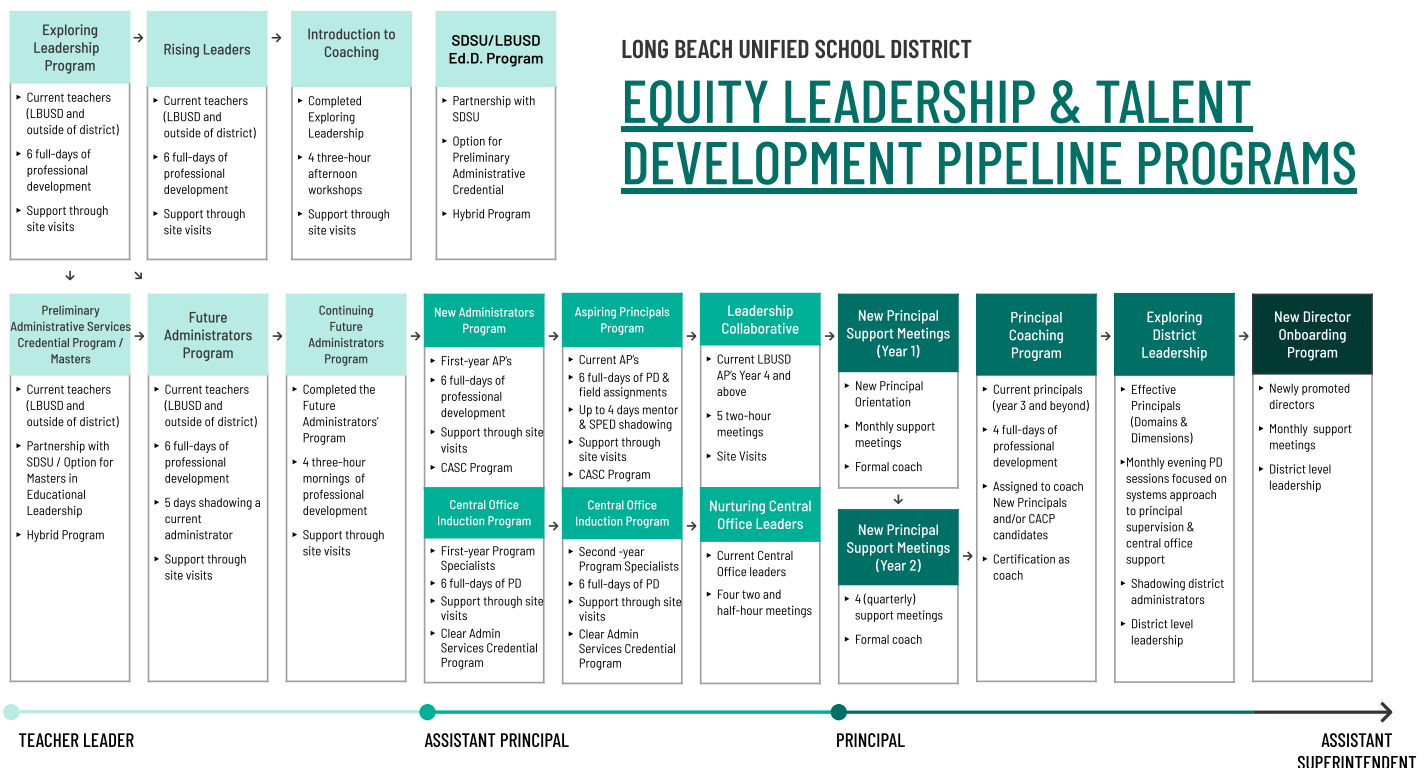 LONG BEACH UNIFIED SCHOOL DISTRICT
EQUITY LEADERSHIP & TALENT
DEVELOPMENT PIPELINE PROGRAMS
Exploring
Leadership
Program
▸ Current teachers
(LBUSD and
outside of district)
▸ 6 full-days of
professional
development
▸ Support through
site visits
Rising Leaders
▸ Current teachers
(LBUSD and
outside of district)
▸ 6 full-days of
professional
development
▸ Support through
site visits
Introduction to
Coaching
▸ Completed
Exploring
Leadership
▸ 4 three-hour
afternoon
workshops
▸ Support through
site visits
SDSU/LBUSD
Ed.D. Program
▸ Partnership with
SDSU
▸ Option for
Preliminary
Administrative
Credential
▸ Hybrid Program
Preliminary
Administrative Services
Credential Program /
Masters
▸ Current teachers
(LBUSD and
outside of district)
▸ Partnership with
SDSU / Option for
Masters in
Educational
Leadership
▸ Hybrid Program
Future
Administrators
Program
▸ Current teachers
(LBUSD and
outside of district)
▸ 6 full-days of
professional
development
▸ 5 days shadowing a
current
administrator
▸ Support through
site visits
Continuing
Future
Administrators
Program
▸ Completed the
Future
Administrators'
Program
▸ 4 three-hour
mornings of
professional
development
▸ Support through
site visits
New Administrators
Program
▸ First-year AP's
▸ 6 full-days of
professional
development
▸ Support through site
visits
▸ CASC Program
Central Office
Induction Program
▸ First-year Program
Specialists
▸ 6 full-days of PD
▸ Support through site
visits
▸ Clear Admin
Services Credential
Program
Aspiring Principals
Program
▸ Current AP's
▸ 6 full-days of PD &
field assignments
▸ Up to 4 days mentor
& SPED shadowing
▸ Support through
site visits
▸ CASC Program
Central Office
Induction Program
▸ Second -year
Program Specialists
▸ 6 full-days of PD
▸ Support through site
visits
▸ Clear Admin
Services Credential
Program
Leadership
Collaborative
▸ Current LBUSD
AP's Year 4 and
above
▸ 5 two-hour
meetings
▸ Site Visits
Nurturing Central
Office Leaders
▸ Current Central
Office leaders
▸ Four two and
half-hour meetings
New Principal
Support Meetings
(Year 1)
▸ New Principal
Orientation
▸ Monthly support
meetings
▸ Formal coach
New Principal
Support Meetings
(Year 2)
▸ 4 (quarterly)
support meetings
▸ Formal coach
Principal
Coaching
Program
▸ Current principals
(year 3 and beyond)
▸ 4 full-days of
professional
development
▸ Assigned to coach
New Principals
and/or CACP
candidates
▸ Certification as
coach
Exploring
District
Leadership
▸ Effective
Principals
(Domains &
Dimensions)
▸Monthly evening PD
sessions focused on
systems approach
to principal
supervision &
central office
support
▸ Shadowing district
administrators
▸ District level
leadership
New Director
Onboarding
Program
▸ Newly promoted
directors
▸ Monthly support
meetings
▸ District level
leadership
TEACHER LEADER
ASSISTANT PRINCIPAL
PRINCIPAL
ASSISTANT
SUPERINTENDENT